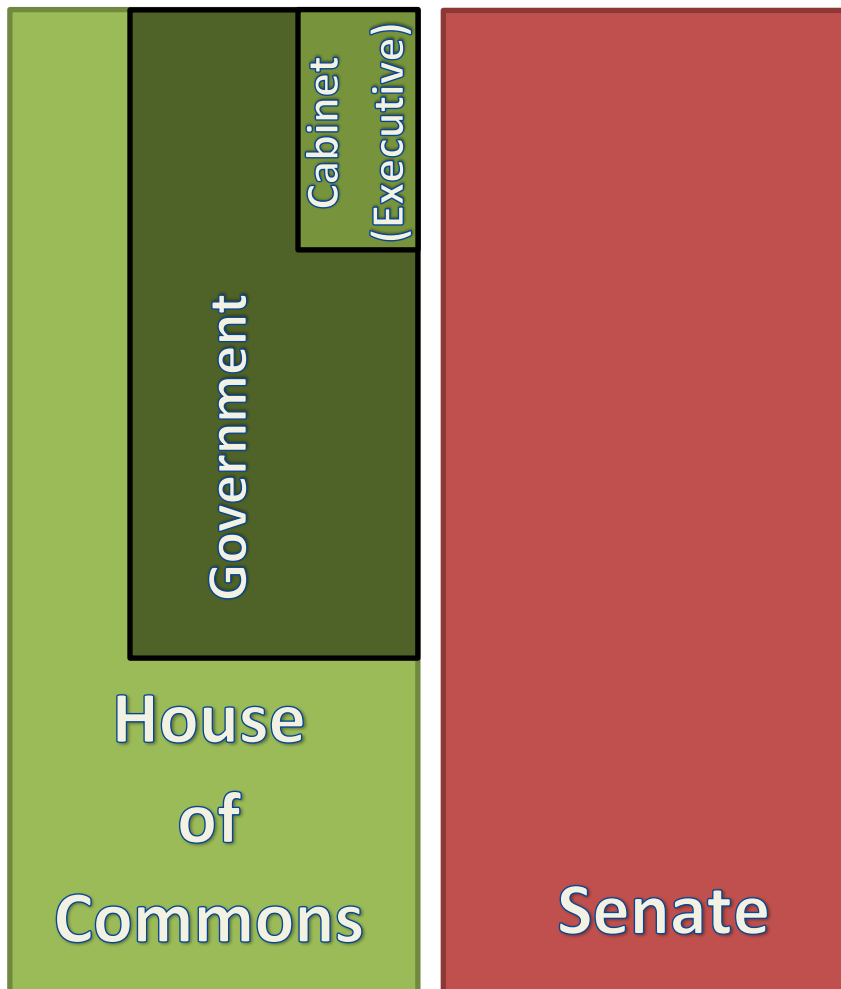 Cabinet
(Executive)
Government
House
of
Commons
Senate